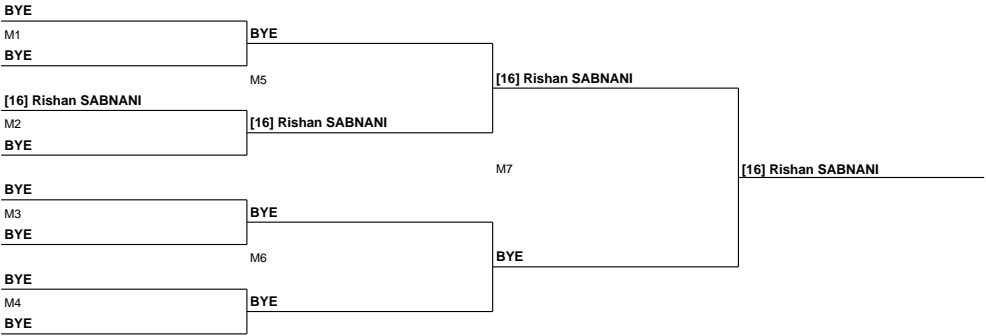 BYE
M1
BYE
BYE
M5
[16] Rishan SABNANI
[16] Rishan SABNANI
M2
[16] Rishan SABNANI
BYE
M7
[16] Rishan SABNANI
BYE
M3
BYE
BYE
M6
BYE
BYE
M4
BYE
BYE